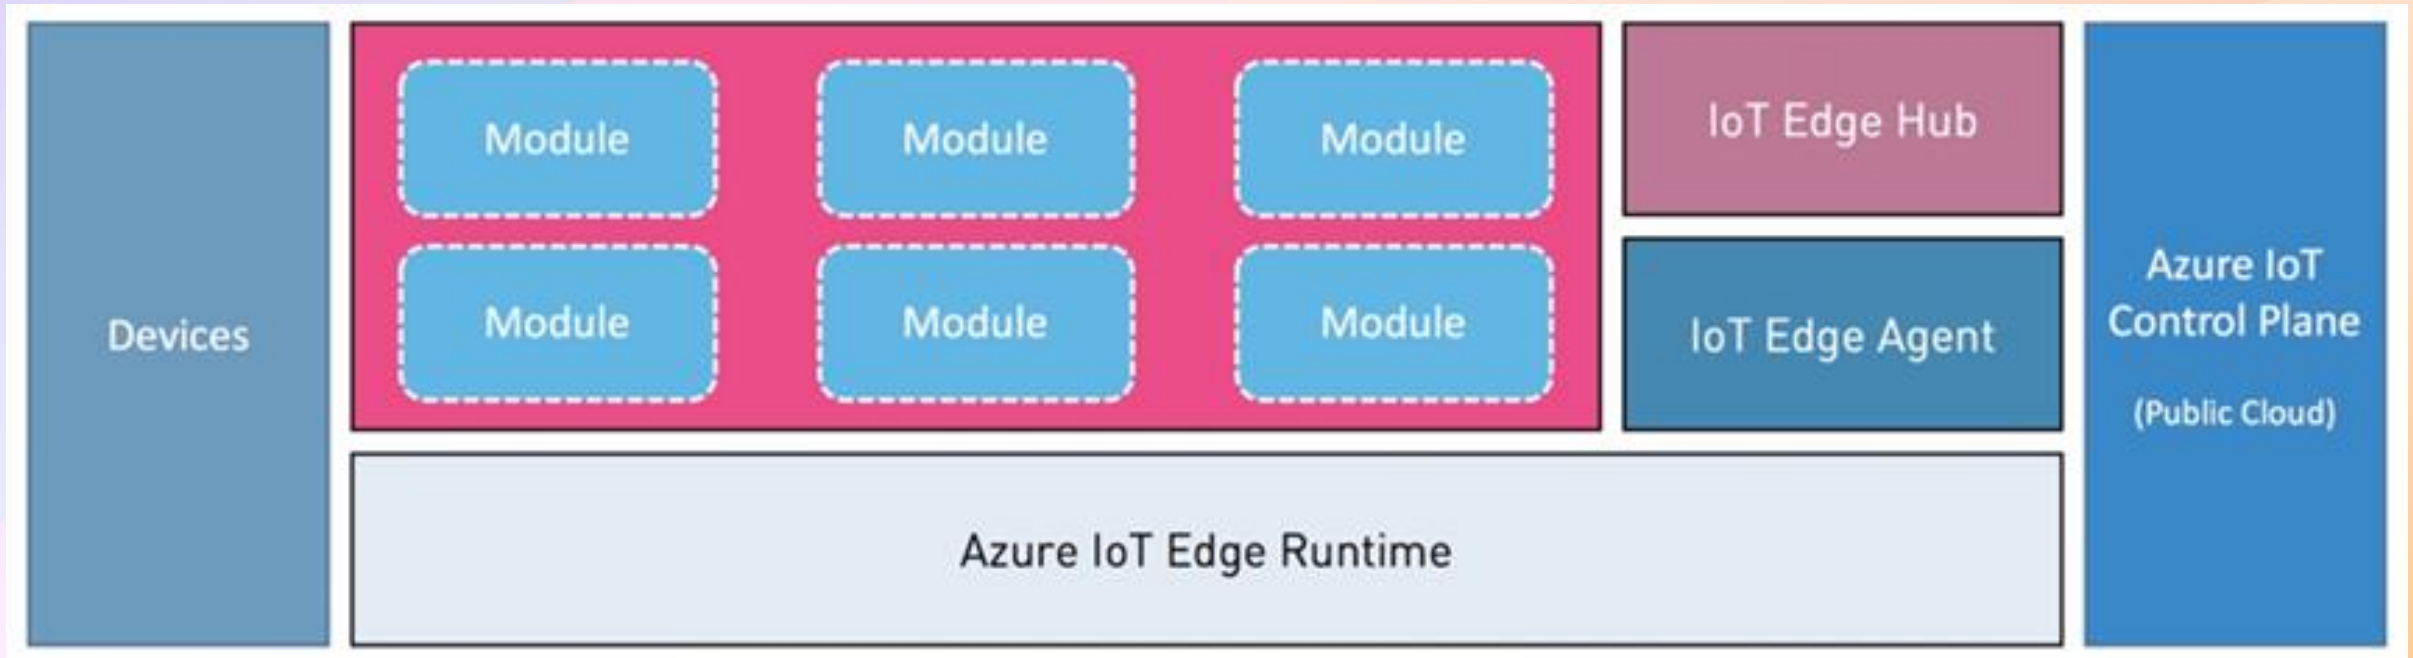 Devices
Module
Module
Module
Module
Module
Module
IoT Edge Hub
IoT Edge Agent
Azure IoT Edge Runtime
Azure IoT
Control Plane
(Public Cloud)